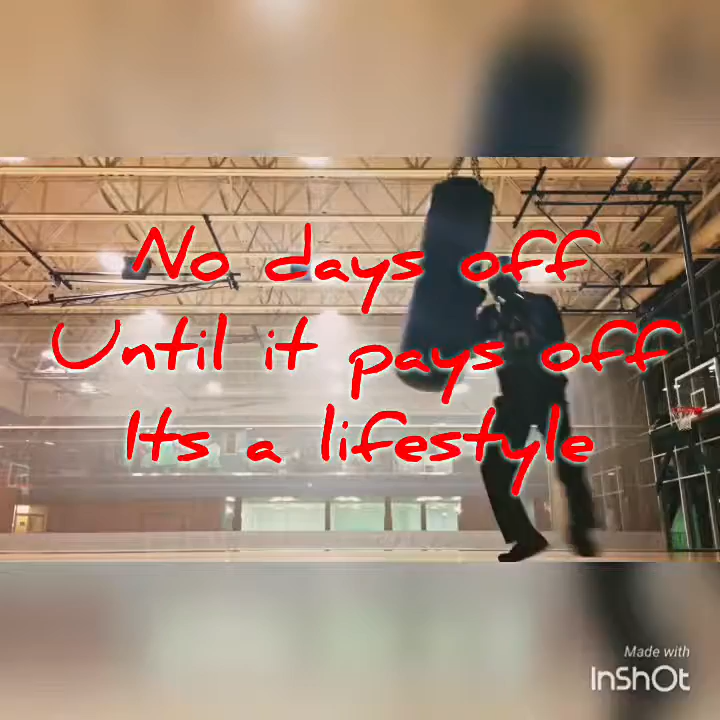 No days off
Until it pays off
Its a lifestyle
Made with
InShOt